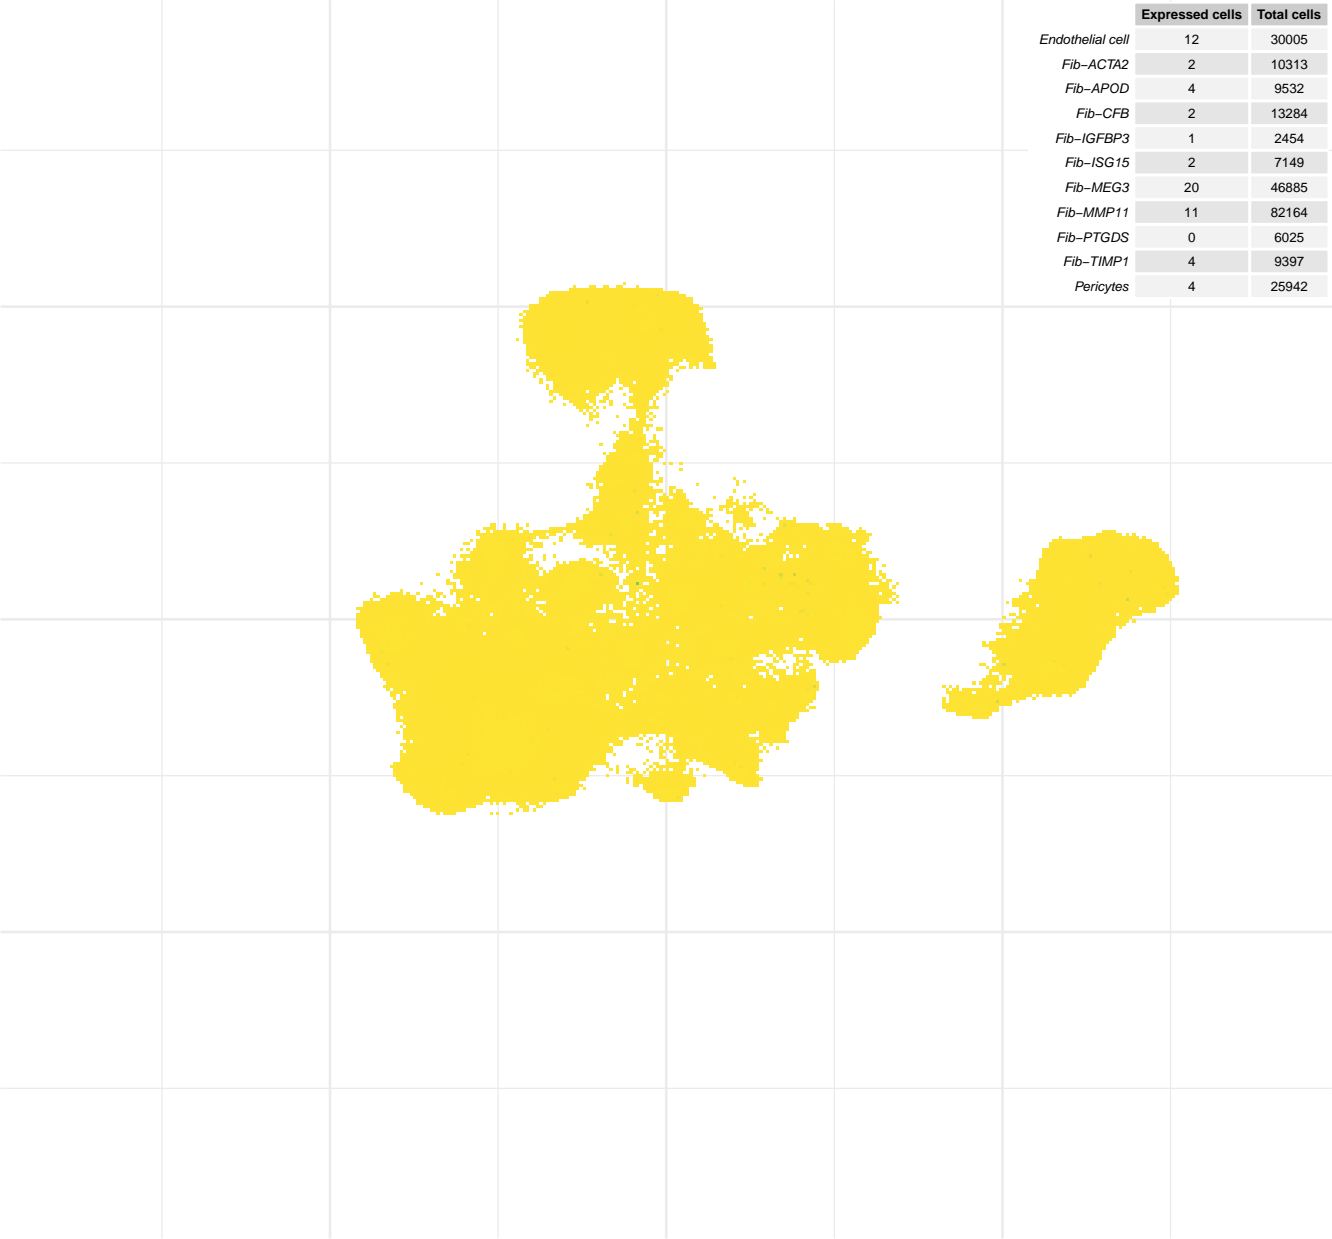 Expressed cells Total cells
Endothelial cell 12 30005
Fib−ACTA2 2 10313
Fib−APOD 4 9532
Fib−CFB 2 13284
Fib−IGFBP3 1 2454
Fib−ISG15 2 7149
Fib−MEG3 20 46885
Fib−MMP11 11 82164
Fib−PTGDS 0 6025
Fib−TIMP1 4 9397
Pericytes 4 25942